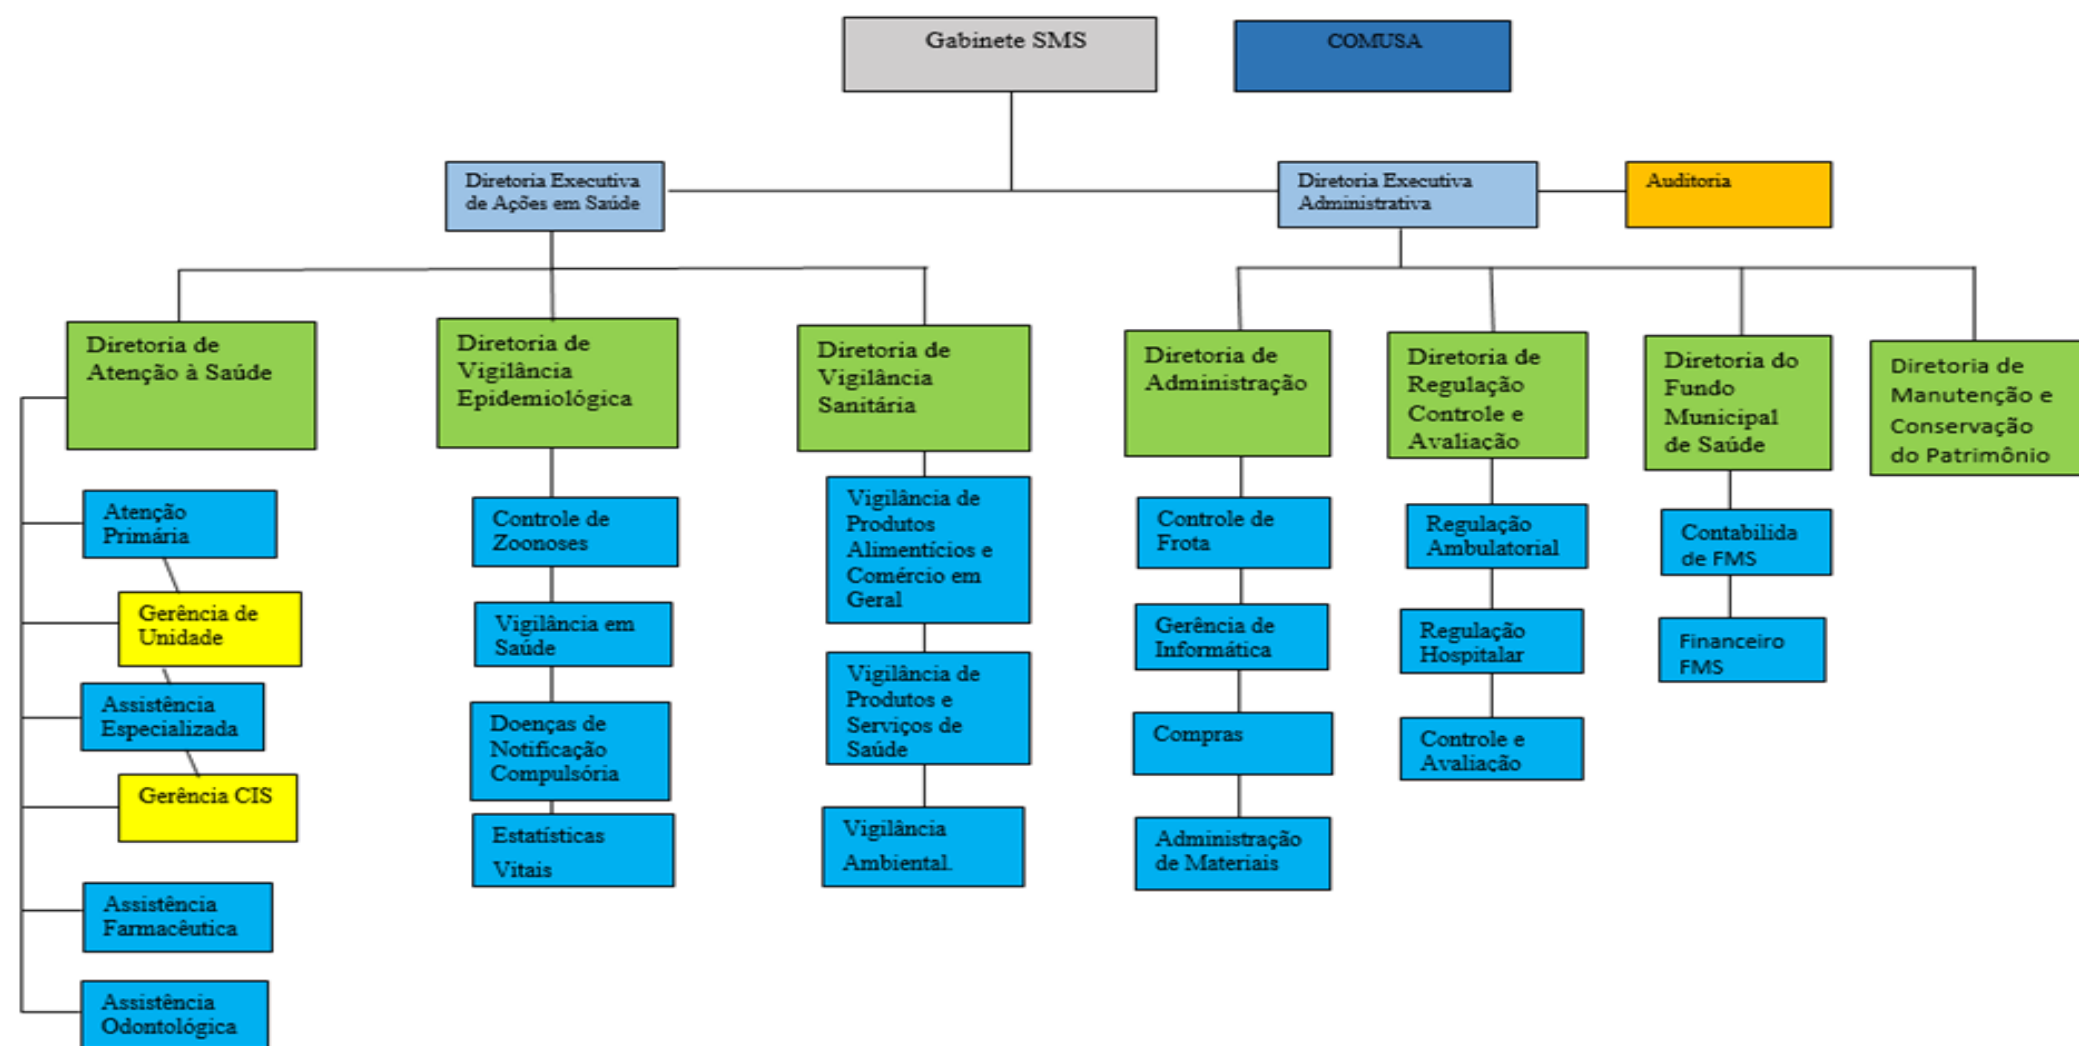 Gabinete SMS
COMUSA
Diretoria Executiva
de Ações em Saúde
Diretoria Executiva
Administrativa
Auditoria
Diretoria de
Atenção à Saúde
Diretoria de
Vigilância
Epidemiológica
Diretoria de
Vigilância
Sanitária
Diretoria de
Administração
Diretoria de
Regulação
Controle e
Avaliação
Diretoria do
Fundo
Municipal
de Saúde
Diretoria de
Manutenção e
Conservação
do Patrimônio
Atenção
Primária
Gerência de
Unidade
Assistência
Especializada
Gerência CIS
Assistência
Farmacêutica
Assistência
Odontológica
Controle de
Zoonoses
Vigilância em
Saúde
Doenças de
Notificação
Compulsória
Estatísticas
Vitais
Vigilância de
Produtos
Alimentícios e
Comércio em
Geral
Vigilância de
Produtos e
Serviços de
Saúde
Vigilância
Ambiental.
Controle de
Frota
Gerência de
Informática
Compras
Administração
de Materiais
Regulação
Ambulatorial
Regulação
Hospitalar
Controle e
Avaliação
Contabilida
de FMS
Financeiro
FMS